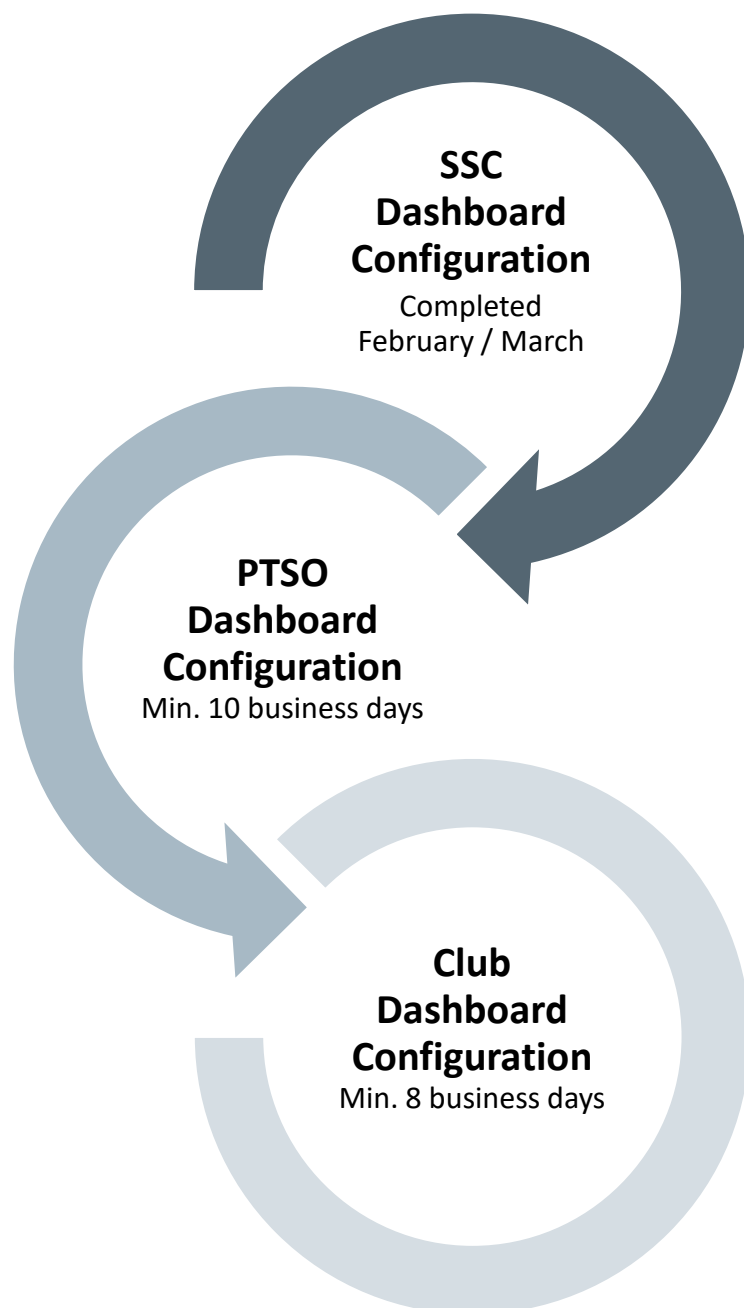 SSC
Dashboard
Configuration
Completed
February / March
PTSO
Dashboard
Configuration
Min. 10 business days
Club
Dashboard
Configuration
Min. 8 business days